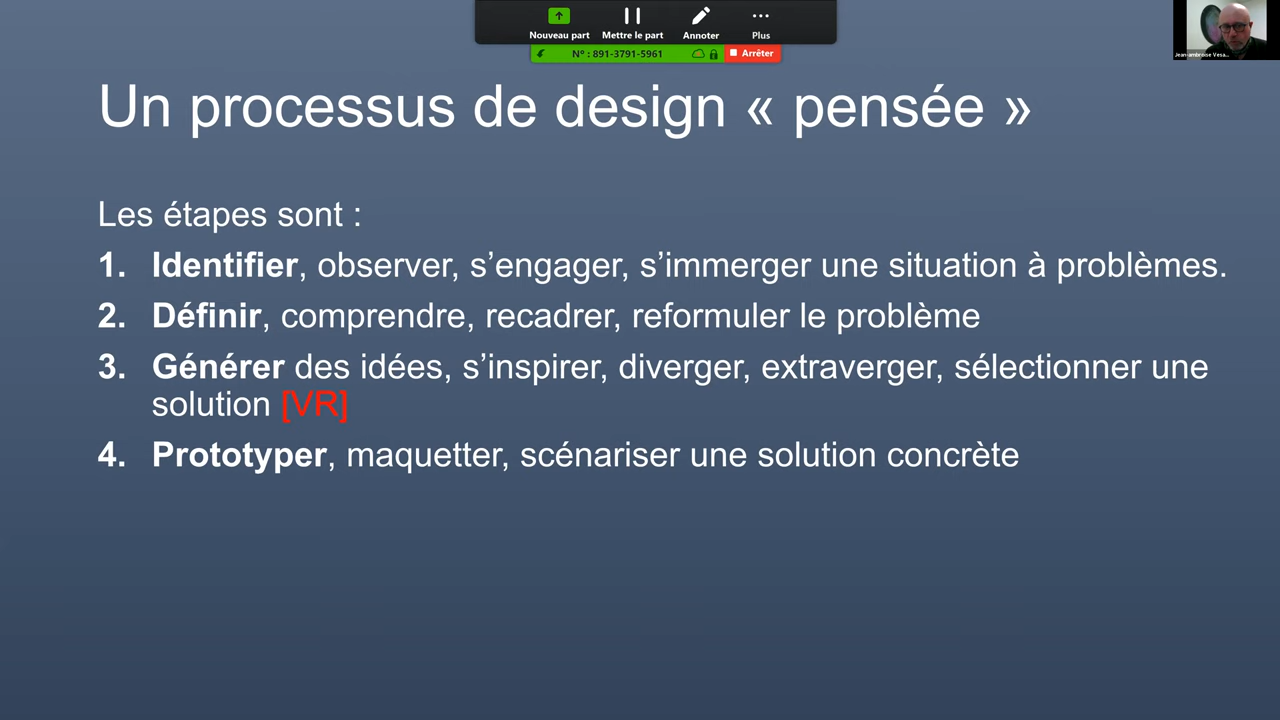 Nouveau part
Mettre le part
Annoter
Plus
N° : 891-3791-5961
Arrêter
Un processus de design « pensée »
Les étapes sont :
1. Identifier, observer, s’engager, s’immerger une situation à problèmes.
2. Définir, comprendre, recadrer, reformuler le problème
3. Générer des idées, s’inspirer, diverger, extraverger, sélectionner une
solution [VR]
4. Prototyper, maquetter, scénariser une solution concrète